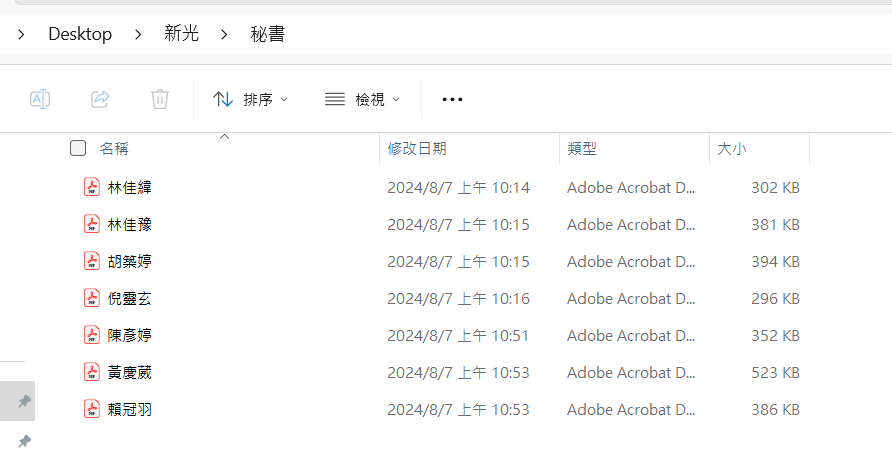 Desktop > 新光 > 秘書
排序 檢視
名稱 修改日期 類型 大小
林佳緯 2024/8/7 上午 10:14 Adobe Acrobat D... 302 KB
林佳豫 2024/8/7 上午 10:15 Adobe Acrobat D... 381 KB
胡築婷 2024/8/7 上午 10:15 Adobe Acrobat D... 394 KB
倪靈玄 2024/8/7 上午 10:16 Adobe Acrobat D... 296 KB
陳彥婷 2024/8/7 上午 10:51 Adobe Acrobat D... 352 KB
黃慶葳 2024/8/7 上午 10:53 Adobe Acrobat D... 523 KB
賴冠羽 2024/8/7 上午 10:53 Adobe Acrobat D... 386 KB